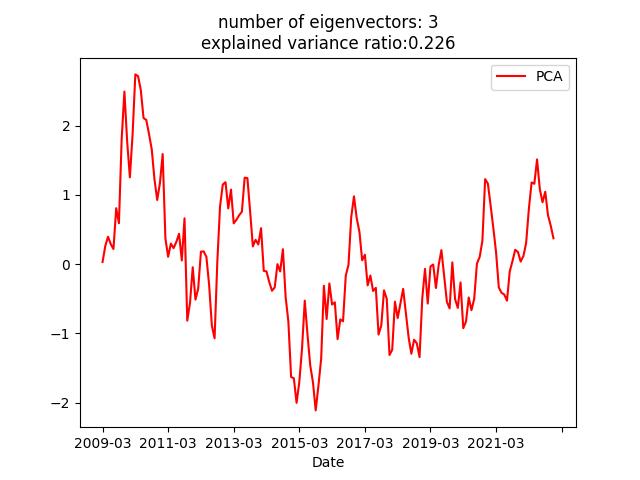 number of eigenvectors: 3
explained variance ratio:0.226
PCA
2
1
0
−1
−2
2009-03 2011-03 2013-03 2015-03 2017-03 2019-03 2021-03
Date